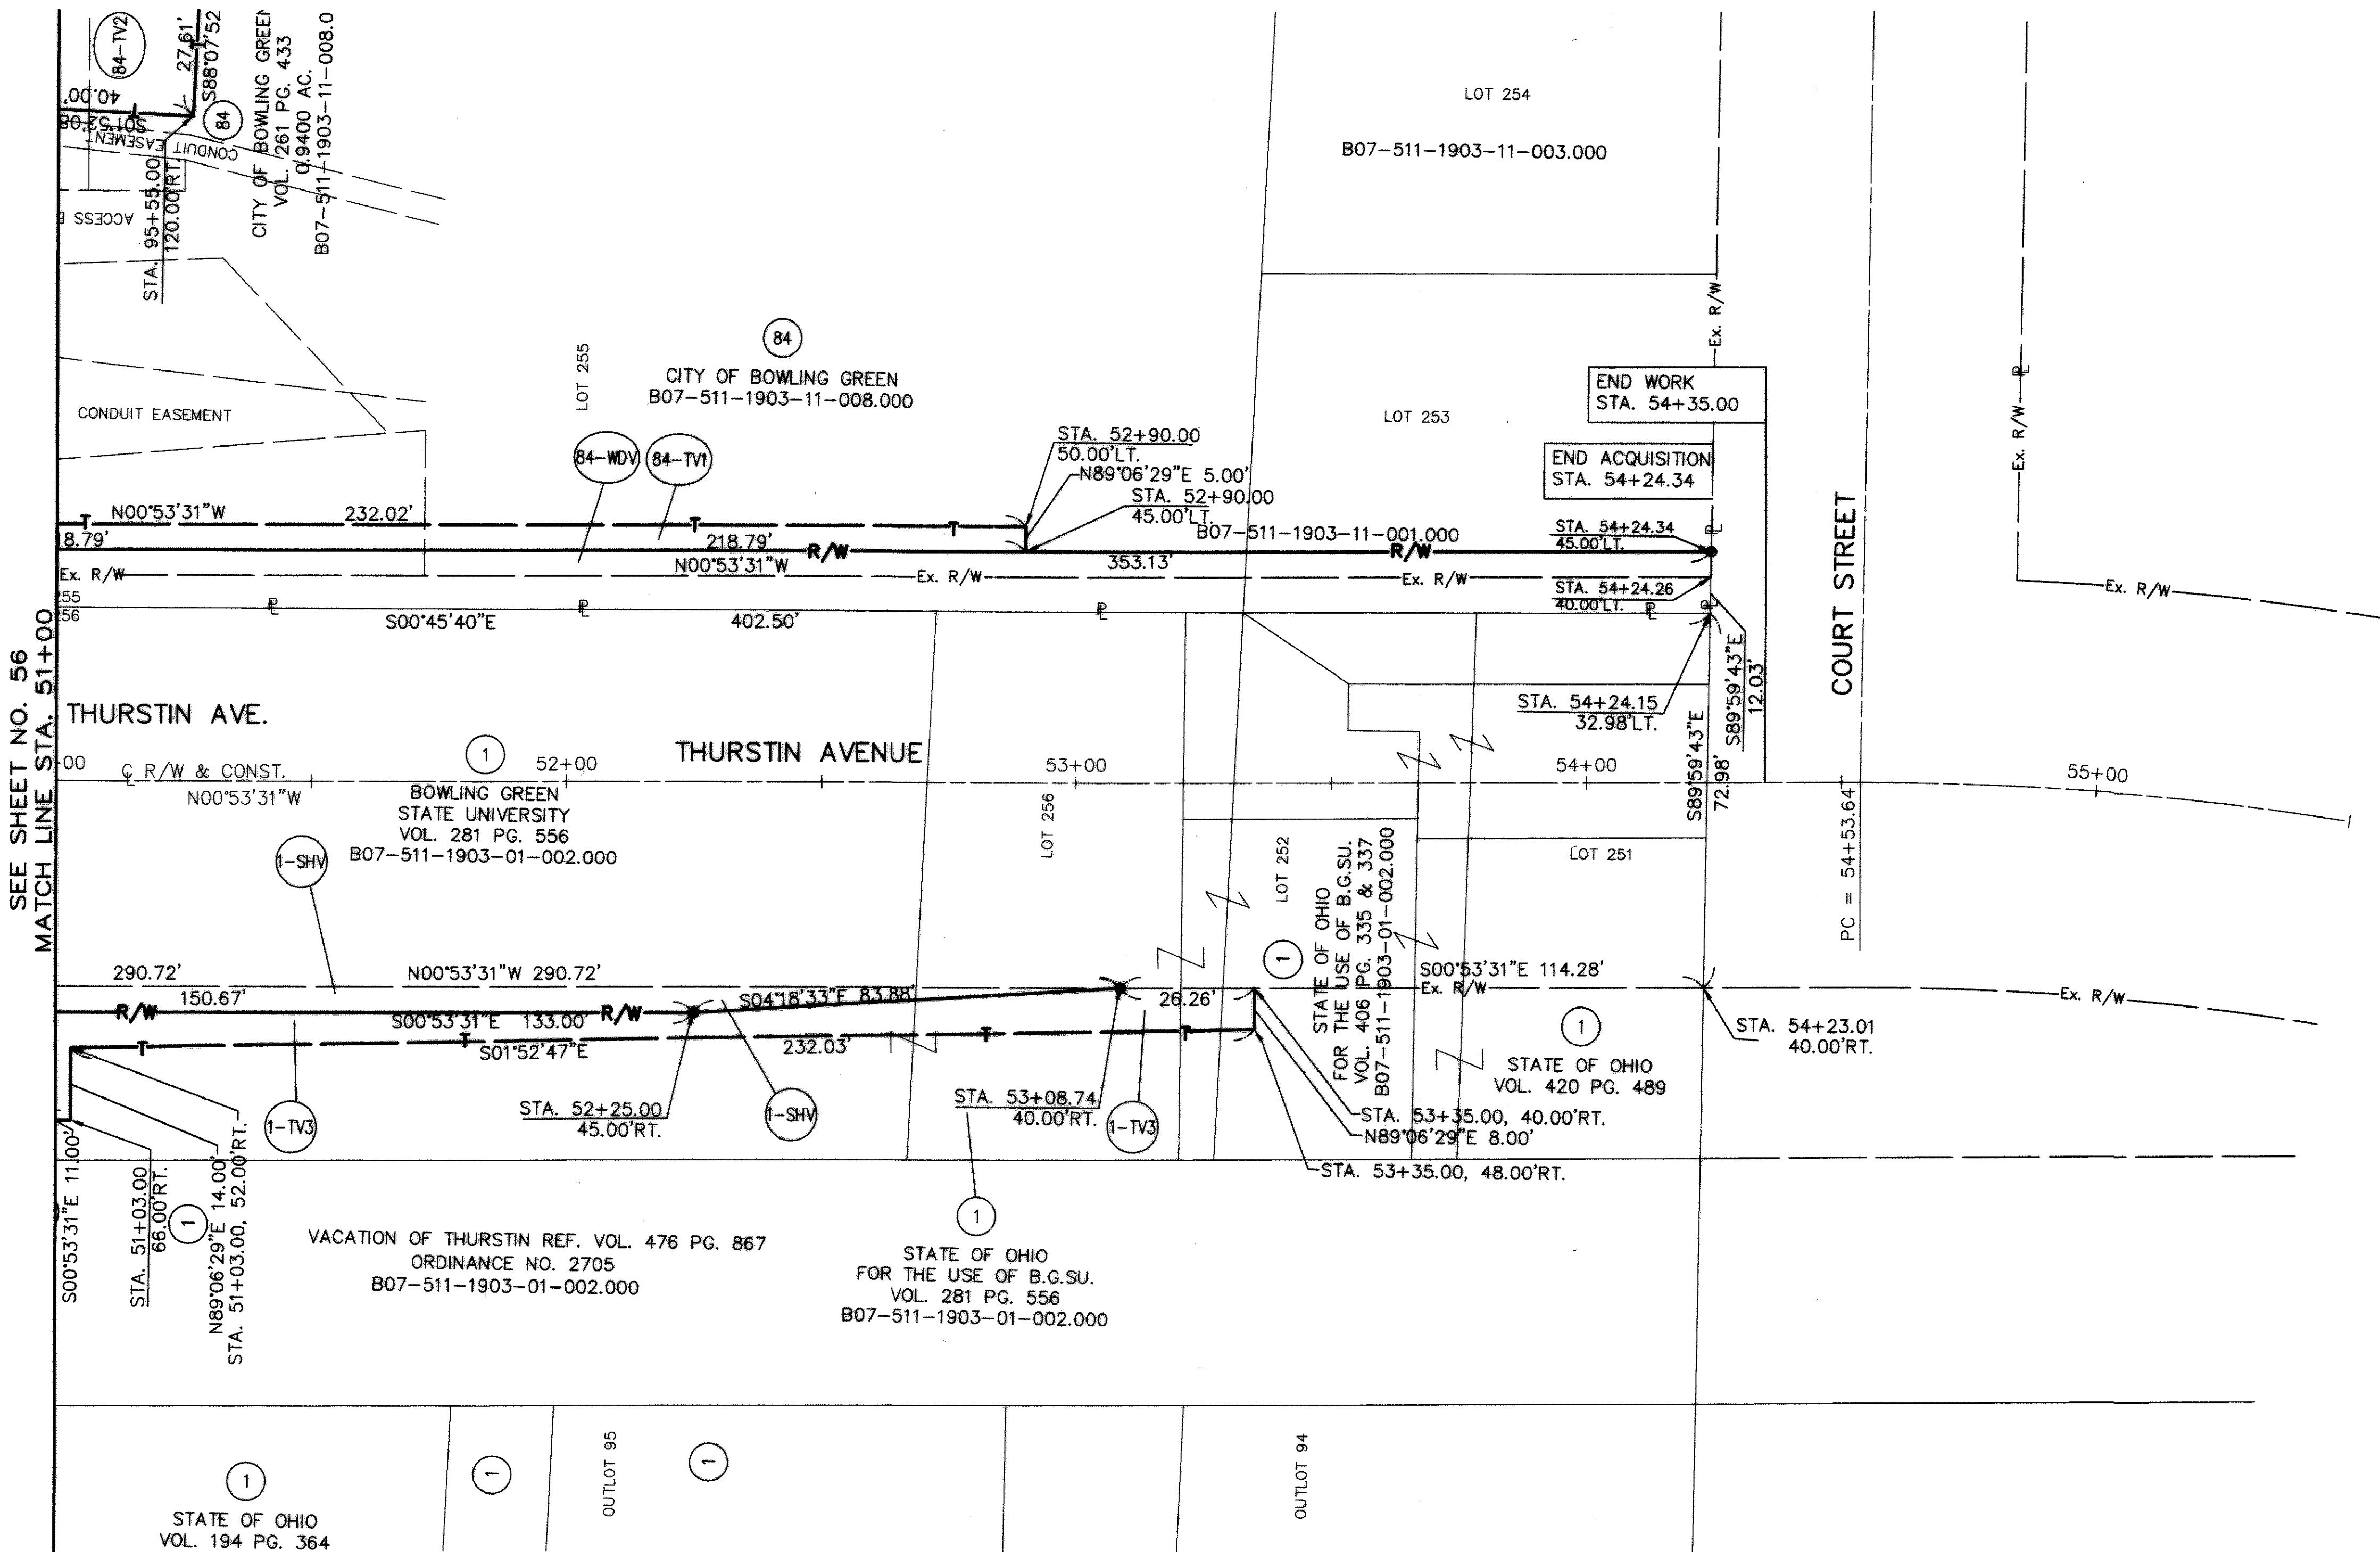 84-TV2
40.00'
S01°52'08
27.61'
S88°07'52
84
CITY OF BOWLING GREEN
VOL. 261 PG. 433
0.9400 AC.
B07-511-1903-11-008.0
CONDUIT EASEMENT
ACCESS E
STA. 95+55.00
120.00'RT.
LOT 254
B07-511-1903-11-003.000
Ex. R/W
Ex. R/W
CONDUIT EASEMENT
LOT 255
84
CITY OF BOWLING GREEN
B07-511-1903-11-008.000
84-WDV
84-TV1
STA. 52+90.00
50.00'LT.
N89°06'29"E 5.00'
STA. 52+90.00
45.00'LT.
B07-511-1903-11-001.000
LOT 253
END WORK
STA. 54+35.00
END ACQUISITION
STA. 54+24.34
STA. 54+24.34
45.00'LT.
STA. 54+24.26
40.00'LT.
T N00°53'31"W 232.02' T T
8.79' 218.79' R/W R/W
N00°53'31"W 353.13'
Ex. R/W Ex. R/W Ex. R/W Ex. R/W
255
256
S00°45'40"E 402.50'
STA. 54+24.15
32.98'LT.
S89°59'43"E
12.03'
S89°59'43"E
72.98'
COURT STREET
SEE SHEET NO. 56
MATCH LINE STA. 51+00
THURSTIN AVE.
THURSTIN AVENUE
00 52+00 53+00 54+00 55+00
℄ R/W & CONST.
N00°53'31"W
1
BOWLING GREEN
STATE UNIVERSITY
VOL. 281 PG. 556
B07-511-1903-01-002.000
1-SHV
LOT 256
LOT 252
1
STATE OF OHIO
FOR THE USE OF B.G.SU.
VOL. 406 PG. 335 & 337
B07-511-1903-01-002.000
LOT 251
PC = 54+53.64
290.72' N00°53'31"W 290.72'
S00°53'31"E 114.28'
Ex. R/W Ex. R/W
150.67' S04°18'33"E 83.88' 26.26'
R/W S00°53'31"E 133.00' R/W
T T S01°52'47"E 232.03' T T
STA. 54+23.01
40.00'RT.
1
STATE OF OHIO
VOL. 420 PG. 489
1-TV3
STA. 52+25.00
45.00'RT.
1-SHV
STA. 53+08.74
40.00'RT.
1-TV3
STA. 53+35.00, 40.00'RT.
N89°06'29"E 8.00'
STA. 53+35.00, 48.00'RT.
S00°53'31"E 11.00'
STA. 51+03.00
66.00'RT.
1
N89°06'29"E 14.00'
STA. 51+03.00, 52.00'RT.
VACATION OF THURSTIN REF. VOL. 476 PG. 867
ORDINANCE NO. 2705
B07-511-1903-01-002.000
1
STATE OF OHIO
FOR THE USE OF B.G.SU.
VOL. 281 PG. 556
B07-511-1903-01-002.000
1
STATE OF OHIO
VOL. 194 PG. 364
1
OUTLOT 95
1
OUTLOT 94